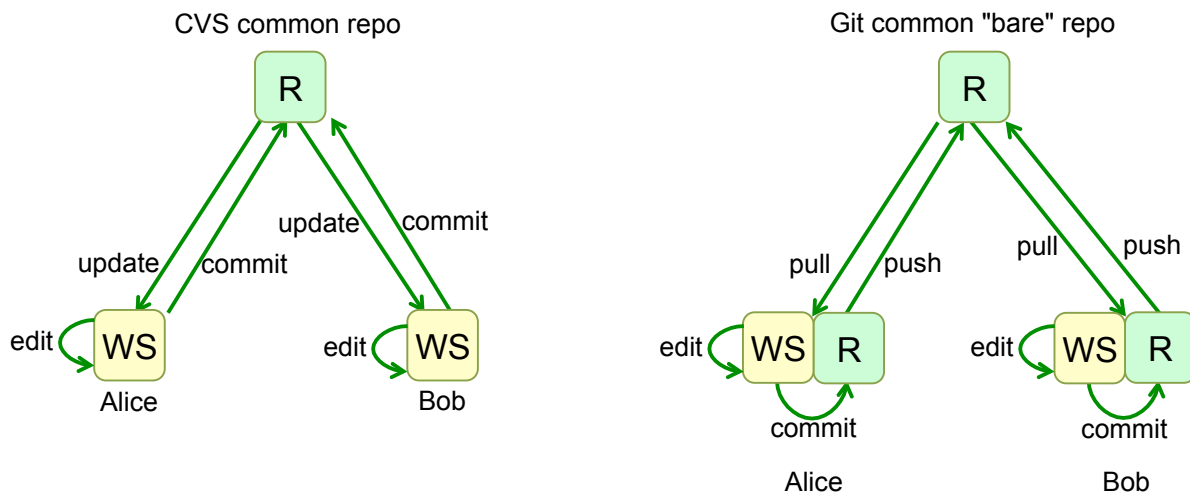 CVS common repo
R
update
commit
update
commit
edit
WS
Alice
edit
WS
Bob
Git common "bare" repo
R
pull
push
pull
push
edit
WS
R
commit
Alice
edit
WS
R
commit
Bob